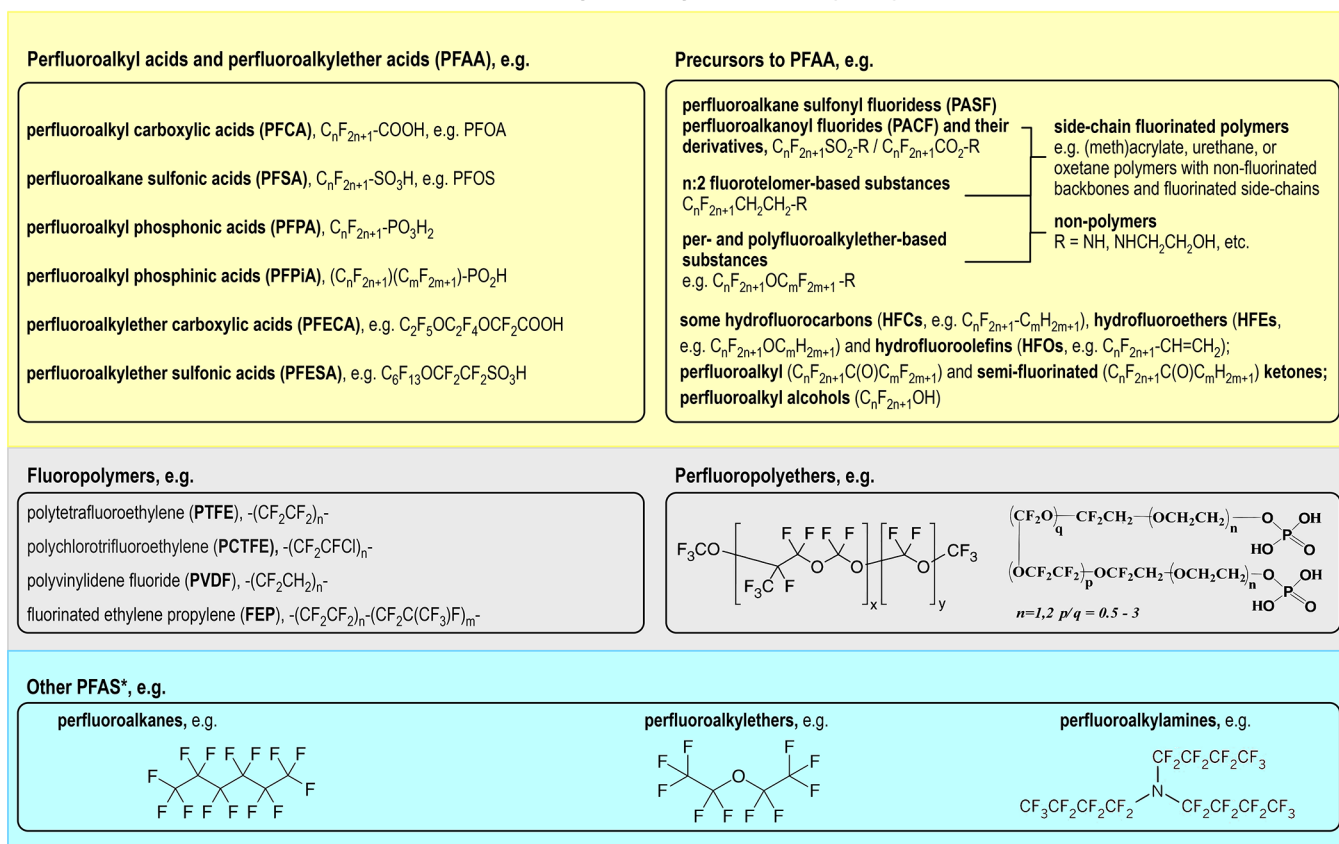 Perfluoroalkyl acids and perfluoroalkylether acids (PFAA), e.g.
perfluoroalkyl carboxylic acids (PFCA), CnF2n+1-COOH, e.g. PFOA
perfluoroalkane sulfonic acids (PFSA), CnF2n+1-SO3H, e.g. PFOS
perfluoroalkyl phosphonic acids (PFPA), CnF2n+1-PO3H2
perfluoroalkyl phosphinic acids (PFPiA), (CnF2n+1)(CmF2m+1)-PO2H
perfluoroalkylether carboxylic acids (PFECA), e.g. C2F5OC2F4OCF2COOH
perfluoroalkylether sulfonic acids (PFESA), e.g. C6F13OCF2CF2SO3H
Precursors to PFAA, e.g.
perfluoroalkane sulfonyl fluoridess (PASF)
perfluoroalkanoyl fluorides (PACF) and their
derivatives, CnF2n+1SO2-R / CnF2n+1CO2-R
n:2 fluorotelomer-based substances
CnF2n+1CH2CH2-R
per- and polyfluoroalkylether-based
substances
e.g. CnF2n+1OCmF2m+1-R
side-chain fluorinated polymers
e.g. (meth)acrylate, urethane, or
oxetane polymers with non-fluorinated
backbones and fluorinated side-chains
non-polymers
R = NH, NHCH2CH2OH, etc.
some hydrofluorocarbons (HFCs, e.g. CnF2n+1-CmH2m+1), hydrofluoroethers (HFEs,
e.g. CnF2n+1OCmH2m+1) and hydrofluoroolefins (HFOs, e.g. CnF2n+1-CH=CH2);
perfluoroalkyl (CnF2n+1C(O)CmF2m+1) and semi-fluorinated (CnF2n+1C(O)CmH2m+1) ketones;
perfluoroalkyl alcohols (CnF2n+1OH)
Fluoropolymers, e.g.
polytetrafluoroethylene (PTFE), -(CF2CF2)n-
polychlorotrifluoroethylene (PCTFE), -(CF2CFCl)n-
polyvinylidene fluoride (PVDF), -(CF2CH2)n-
fluorinated ethylene propylene (FEP), -(CF2CF2)n-(CF2C(CF3)F)m-
Perfluoropolyethers, e.g.
F F F F F F
F3CO O O O CF3
F3C F
x y
(CF2O)q CF2CH2 (OCH2CH2)n O P OH
HO O
(OCF2CF2)p OCF2CH2 (OCH2CH2)n O P OH
HO O
n=1,2 p/q = 0.5 - 3
Other PFAS*, e.g.
perfluoroalkanes, e.g.
F F F F F F
F F
F F F F F F
perfluoroalkylethers, e.g.
F F
F F
O
F F
F F F F
perfluoroalkylamines, e.g.
CF2CF2CF2CF3
N
CF3CF2CF2CF2 CF2CF2CF2CF3